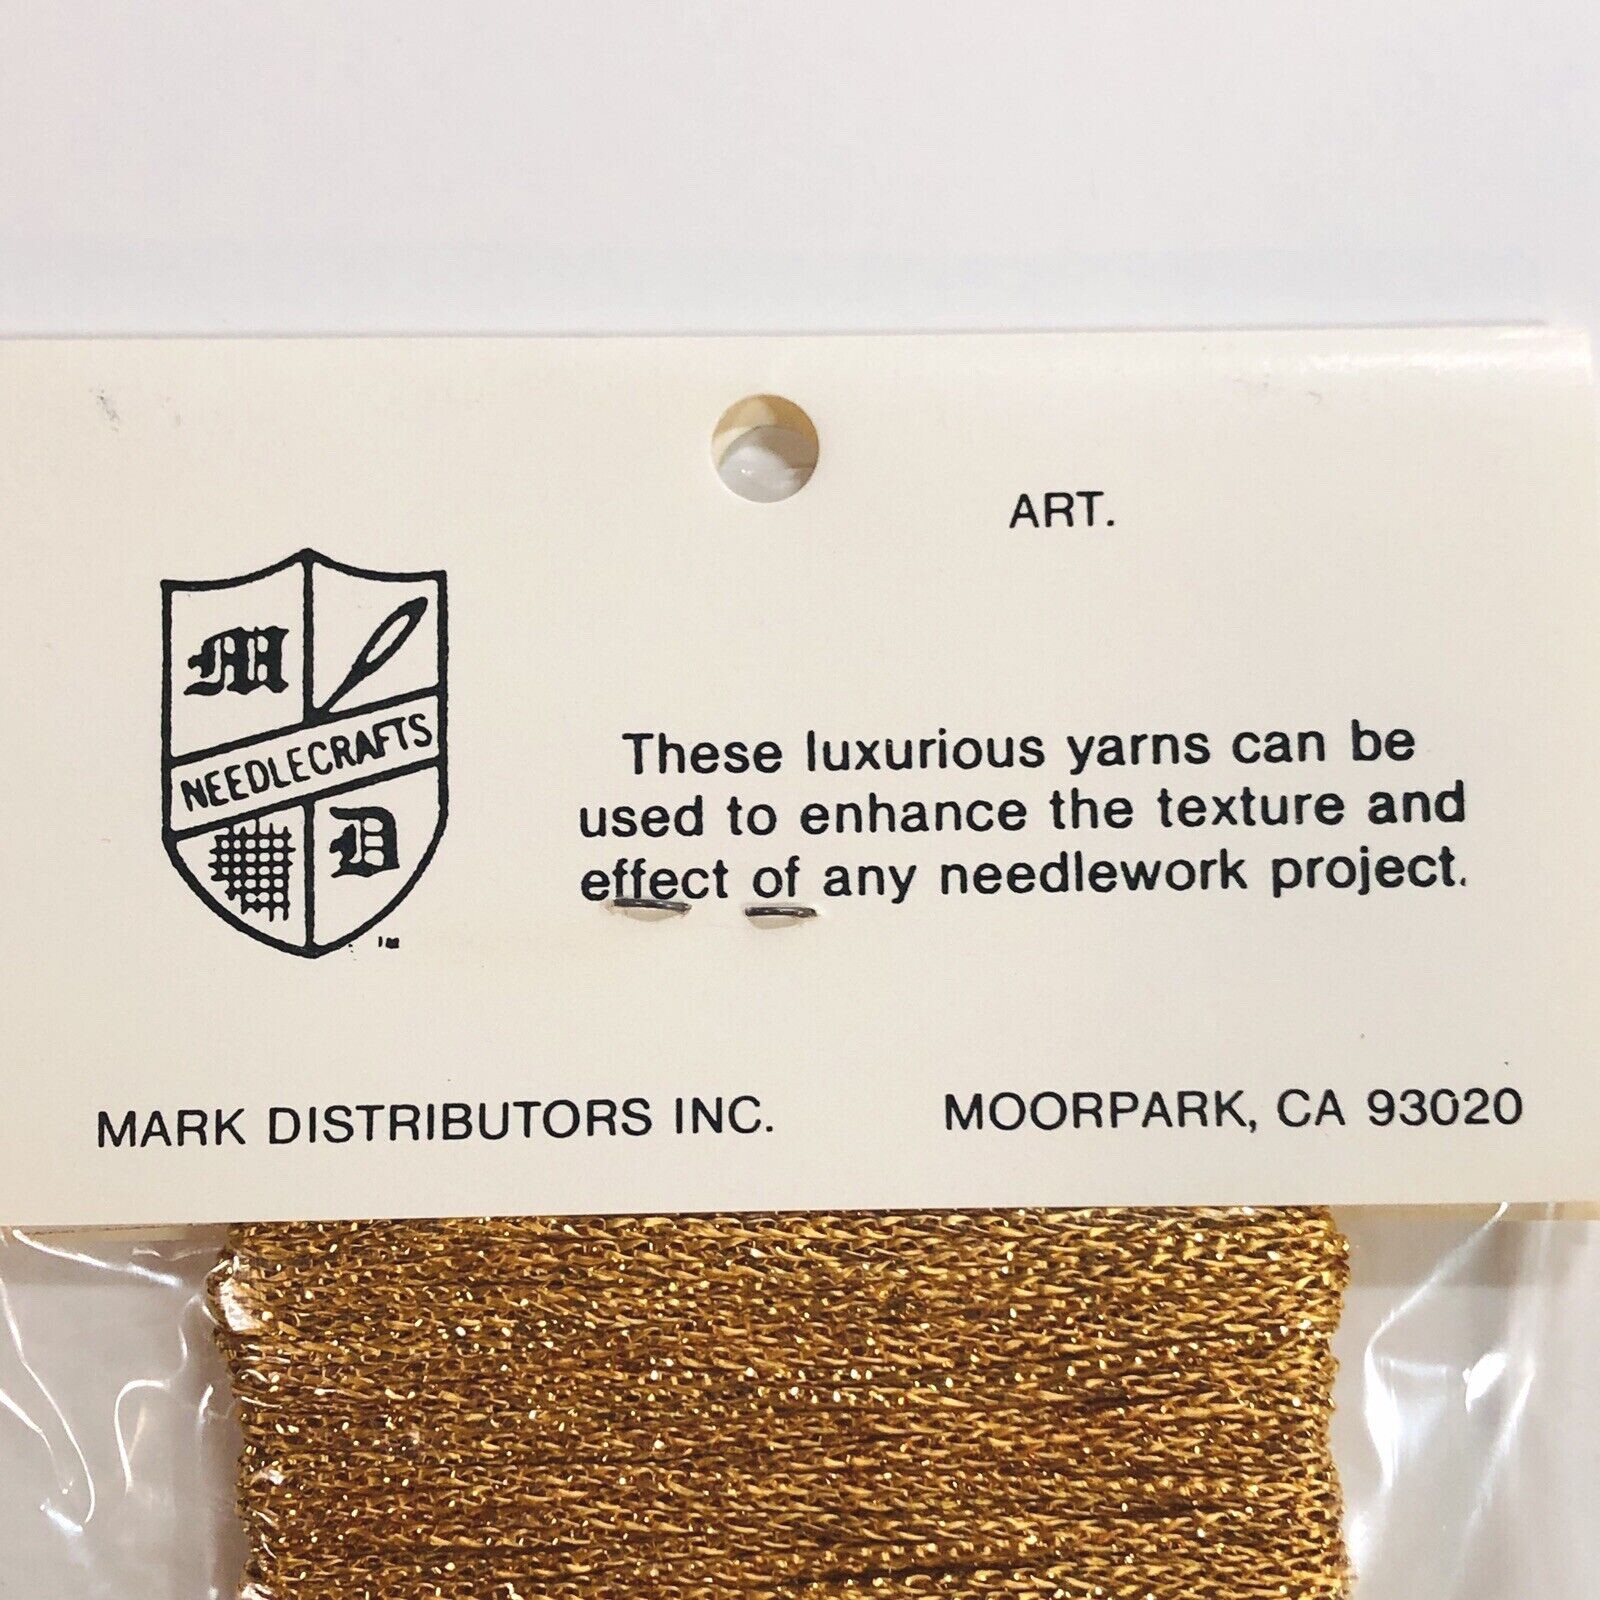 ART.
M
NEEDLECRAFTS
D
TM
These luxurious yarns can be
used to enhance the texture and
effect of any needlework project.
MARK DISTRIBUTORS INC.
MOORPARK, CA 93020